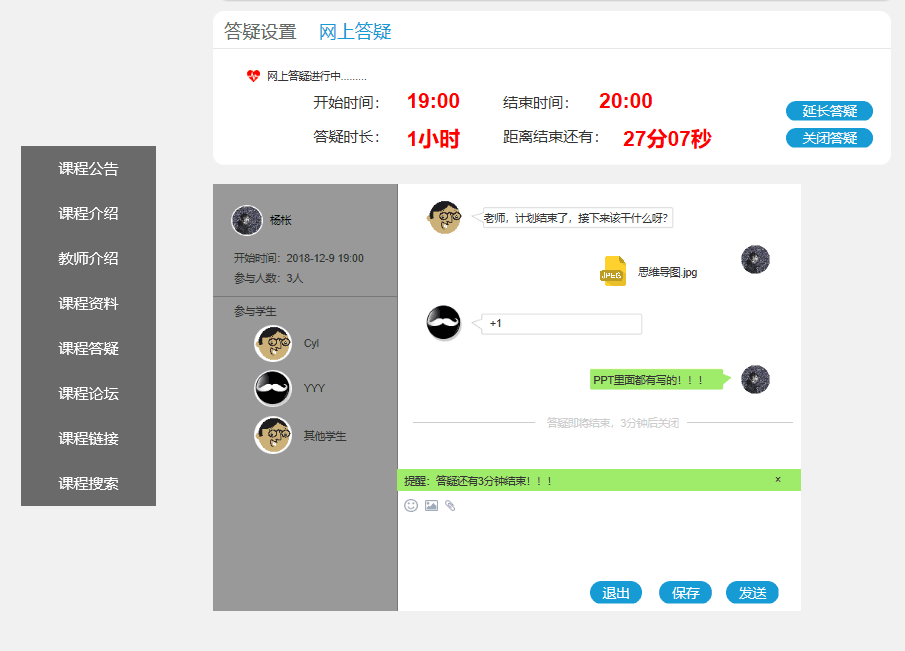 答疑设置 网上答疑
网上答疑进行中.........
开始时间： 19:00 结束时间： 20:00
答疑时长： 1小时 距离结束还有： 27分07秒
延长答疑
关闭答疑
课程公告
课程介绍
教师介绍
课程资料
课程答疑
课程论坛
课程链接
课程搜索
杨枨
开始时间：2018-12-9 19:00
参与人数：3人
参与学生
Cyl
YYY
其他学生
老师，计划结束了，接下来该干什么呀?
JPEG 思维导图.jpg
+1
PPT里面都有写的！！！
答疑即将结束，3分钟后关闭
提醒：答疑还有3分钟结束！！！ ×
退出 保存 发送